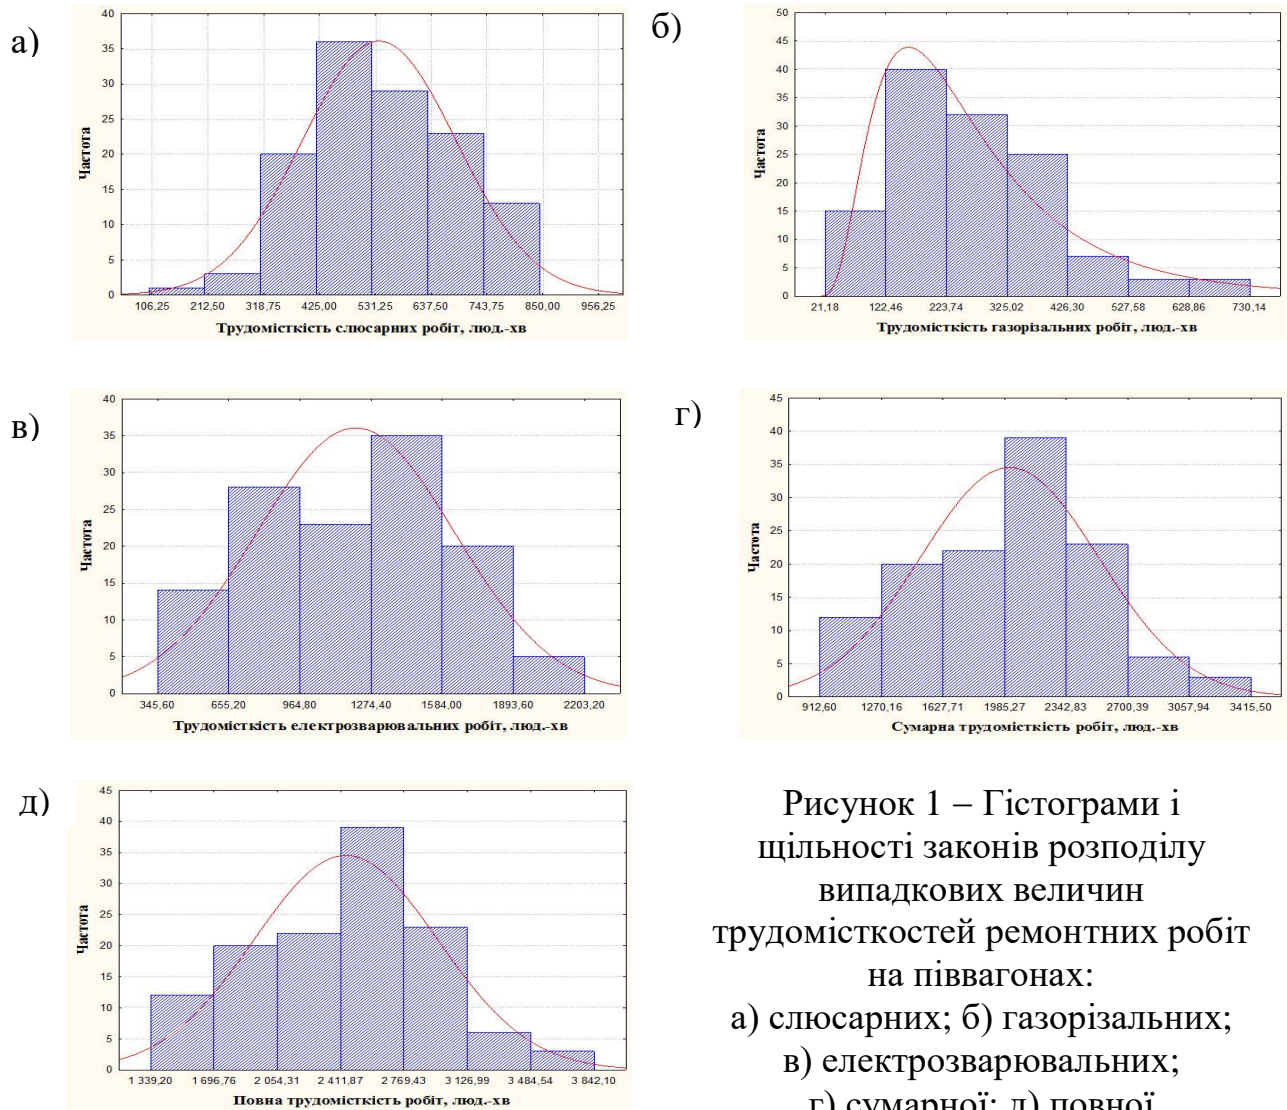 а)
40
35
30
25
20
15
10
5
0
Частота
106,25 212,50 318,75 425,00 531,25 637,50 743,75 850,00 956,25
Трудомісткість слюсарних робіт, люд.-хв
б)
50
45
40
35
30
25
20
15
10
5
0
Частота
21,18 122,46 223,74 325,02 426,30 527,58 628,86 730,14
Трудомісткість газорізальних робіт, люд.-хв
в)
40
35
30
25
20
15
10
5
0
Частота
345,60 655,20 964,80 1274,40 1584,00 1893,60 2203,20
Трудомісткість електрозварювальних робіт, люд.-хв
г)
45
40
35
30
25
20
15
10
5
0
Частота
912,60 1270,16 1627,71 1985,27 2342,83 2700,39 3057,94 3415,50
Сумарна трудомісткість робіт, люд.-хв
д)
45
40
35
30
25
20
15
10
5
0
Частота
1 339,20 1 696,76 2 054,31 2 411,87 2 769,43 3 126,99 3 484,54 3 842,10
Повна трудомісткість робіт, люд.-хв
Рисунок 1 – Гістограми і
щільності законів розподілу
випадкових величин
трудомісткостей ремонтних робіт
на піввагонах:
а) слюсарних; б) газорізальних;
в) електрозварювальних;
г) сумарної; д) повної